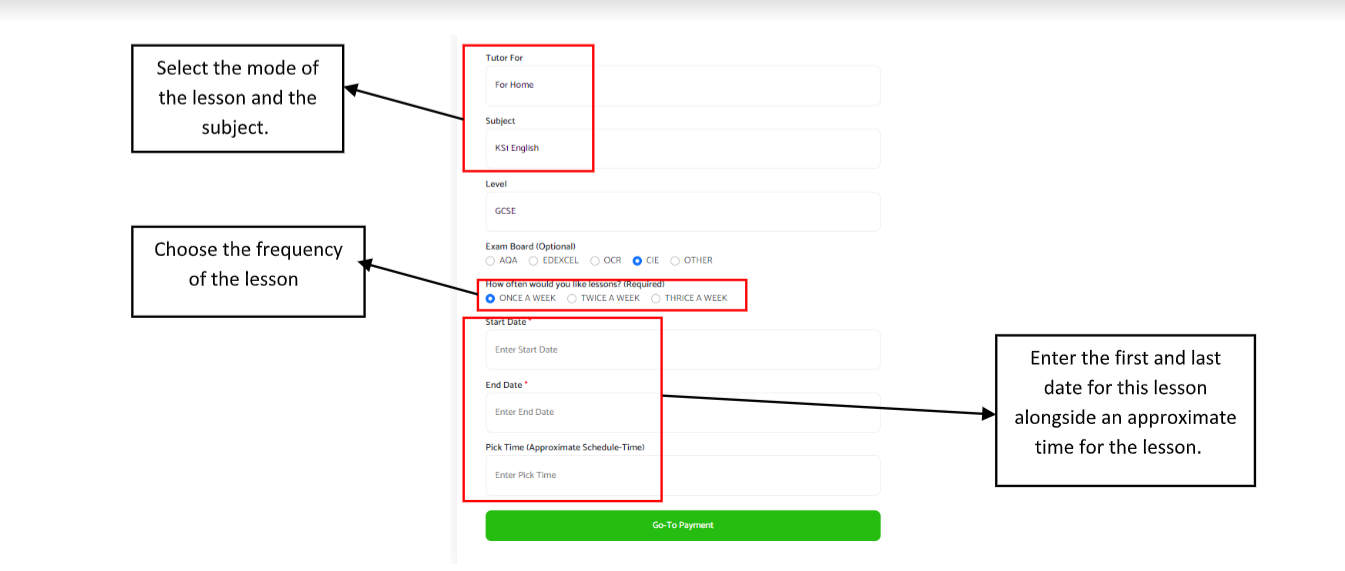 Select the mode of
the lesson and the
subject.
Tutor For
For Home
Subject
KS1 English
Level
GCSE
Choose the frequency
of the lesson
Exam Board (Optional)
AQA EDEXCEL OCR CIE OTHER
How often would you like lessons? (Required)
ONCE A WEEK TWICE A WEEK THRICE A WEEK
Start Date *
Enter Start Date
End Date *
Enter End Date
Pick Time (Approximate Schedule-Time)
Enter Pick Time
Enter the first and last
date for this lesson
alongside an approximate
time for the lesson.
Go-To Payment